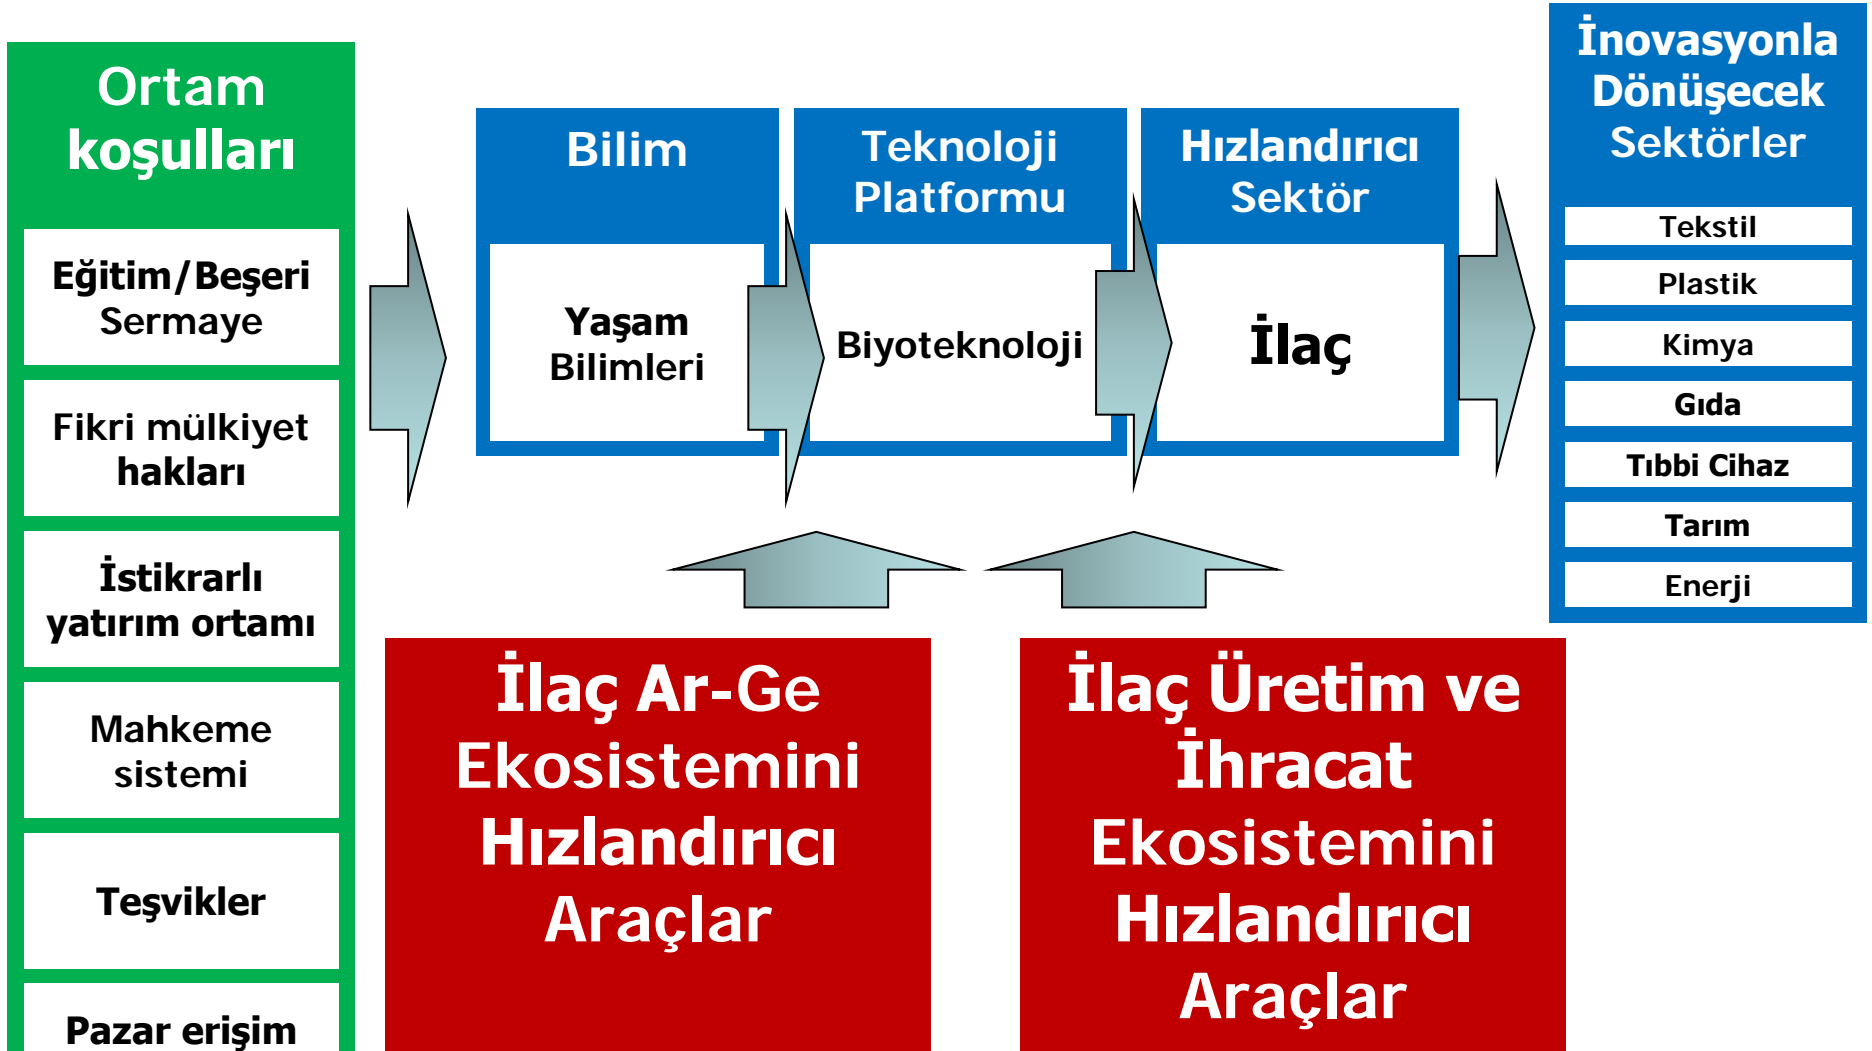 Ortam
koşulları
Eğitim/Beşeri
Sermaye
Fikri mülkiyet
hakları
İstikrarlı
yatırım ortamı
Mahkeme
sistemi
Teşvikler
Pazar erişim
Bilim
Yaşam
Bilimleri
Teknoloji
Platformu
Biyoteknoloji
Hızlandırıcı
Sektör
İlaç
İnovasyonla
Dönüşecek
Sektörler
Tekstil
Plastik
Kimya
Gıda
Tıbbi Cihaz
Tarım
Enerji
İlaç Ar-Ge
Ekosistemini
Hızlandırıcı
Araçlar
İlaç Üretim ve
İhracat
Ekosistemini
Hızlandırıcı
Araçlar